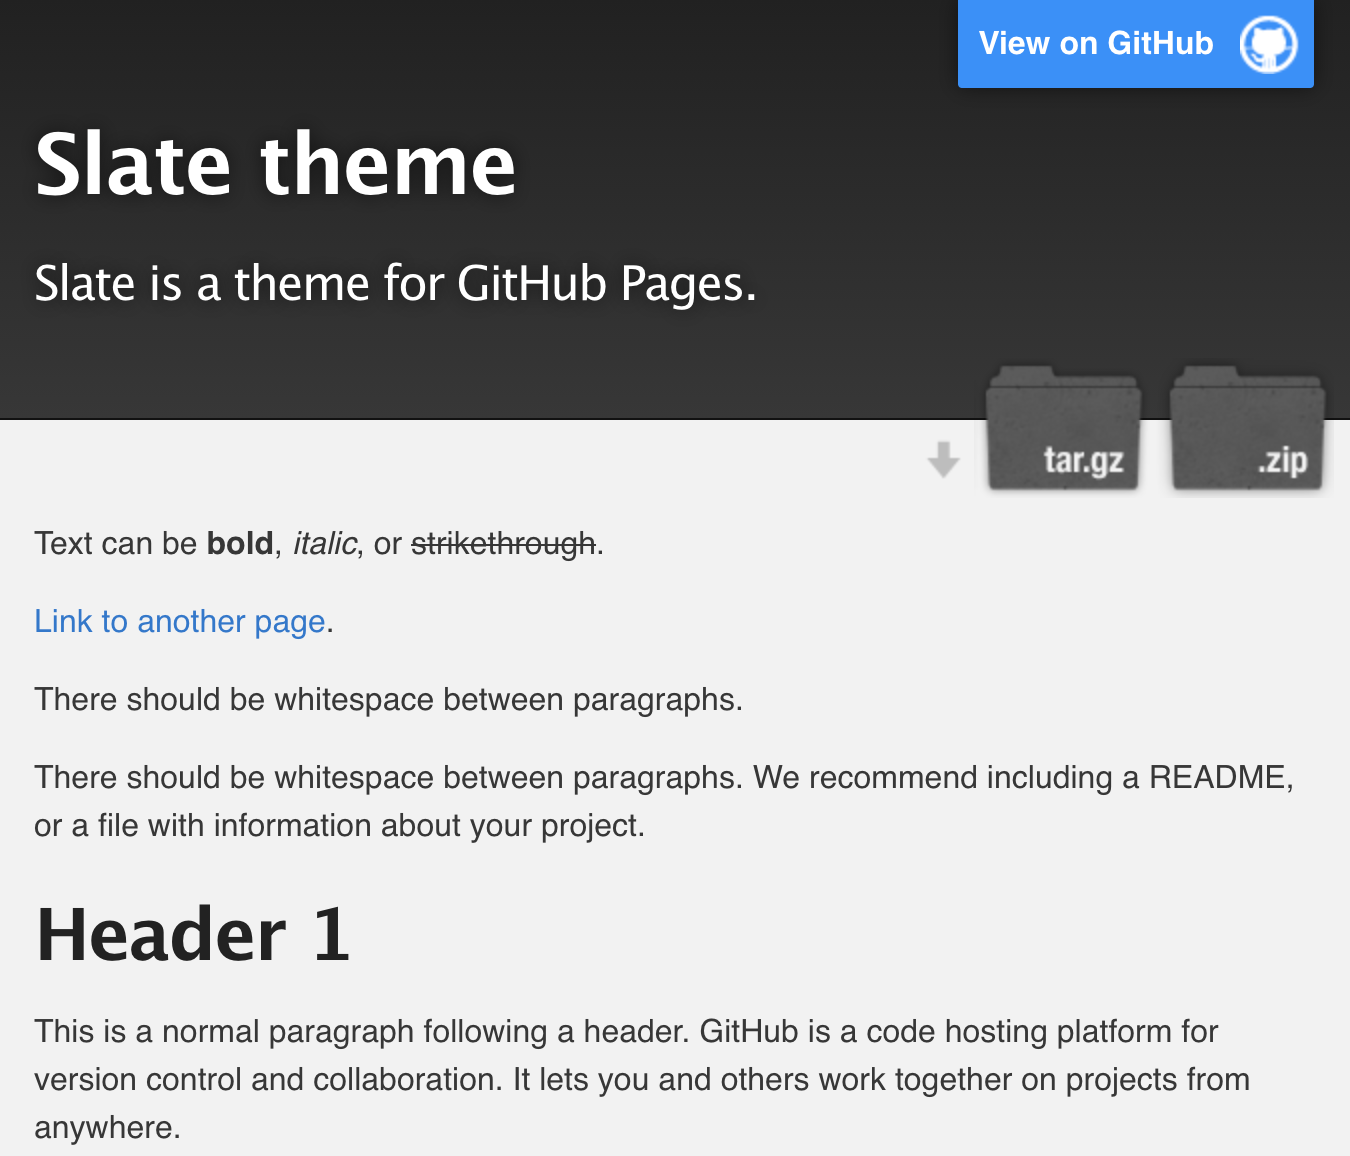 View on GitHub
Slate theme
Slate is a theme for GitHub Pages.
tar.gz
.zip
Text can be bold, italic, or strikethrough.
Link to another page.
There should be whitespace between paragraphs.
There should be whitespace between paragraphs. We recommend including a README,
or a file with information about your project.
Header 1
This is a normal paragraph following a header. GitHub is a code hosting platform for
version control and collaboration. It lets you and others work together on projects from
anywhere.